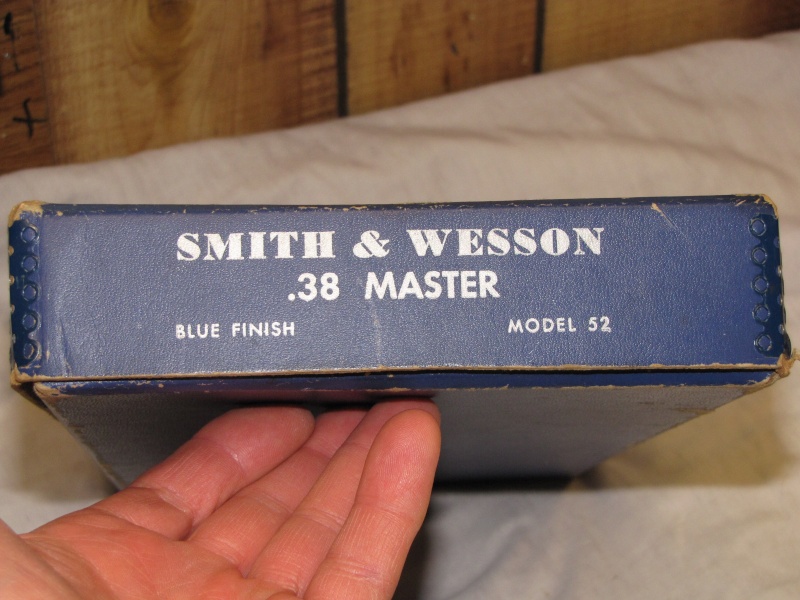 SMITH & WESSON
.38 MASTER
BLUE FINISH MODEL 52